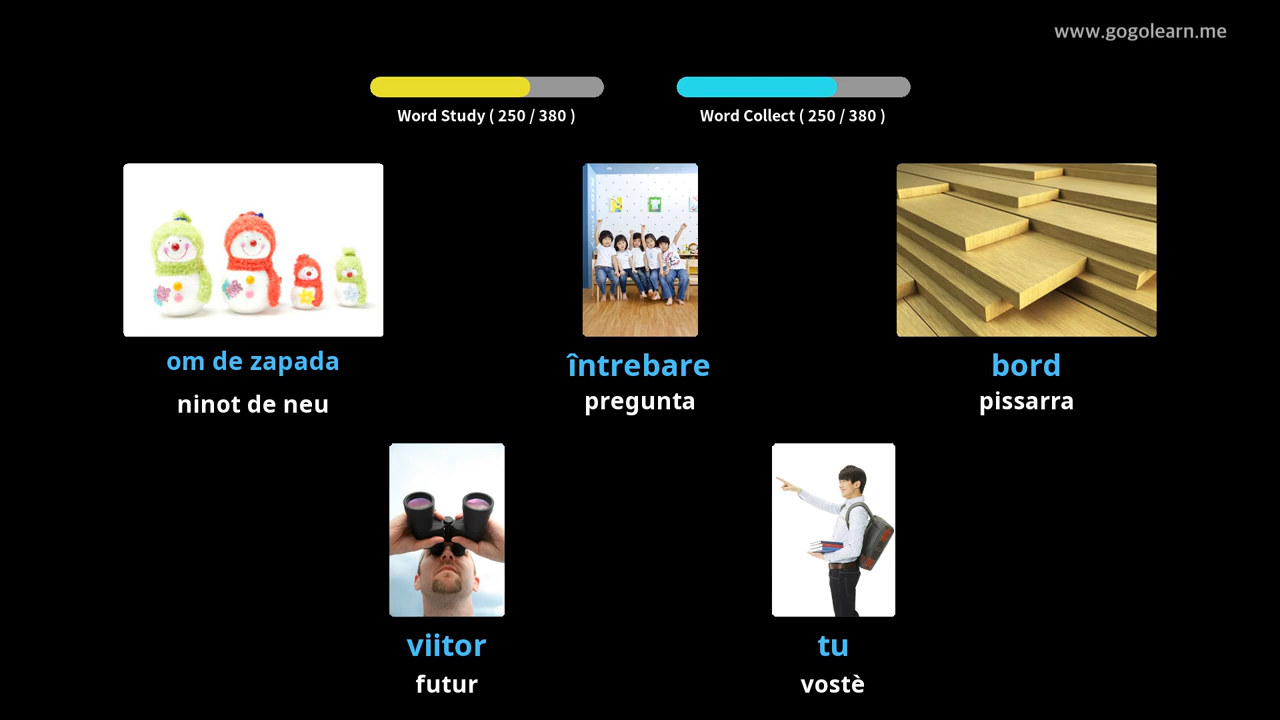 www.gogolearn.me
Word Study ( 250 / 380 )
Word Collect ( 250 / 380 )
om de zapada
ninot de neu
întrebare
pregunta
bord
pissarra
viitor
futur
tu
vostè